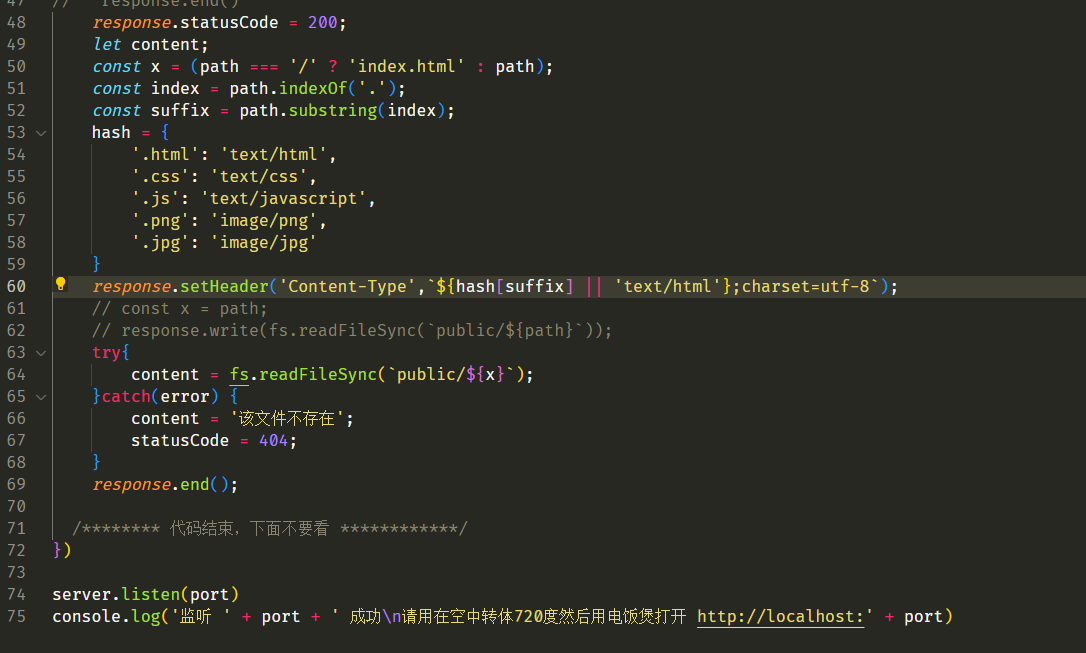 47 // response.end()
48 response.statusCode = 200;
49 let content;
50 const x = (path === '/' ? 'index.html' : path);
51 const index = path.indexOf('.');
52 const suffix = path.substring(index);
53 hash = {
54 '.html': 'text/html',
55 '.css': 'text/css',
56 '.js': 'text/javascript',
57 '.png': 'image/png',
58 '.jpg': 'image/jpg'
59 }
60 response.setHeader('Content-Type',`${hash[suffix] || 'text/html'};charset=utf-8`);
61 // const x = path;
62 // response.write(fs.readFileSync(`public/${path}`));
63 try{
64 content = fs.readFileSync(`public/${x}`);
65 }catch(error) {
66 content = '该文件不存在';
67 statusCode = 404;
68 }
69 response.end();
70
71 /******** 代码结束，下面不要看 ************/
72 })
73
74 server.listen(port)
75 console.log('监听 ' + port + ' 成功\n请用在空中转体720度然后用电饭煲打开 http://localhost:' + port)